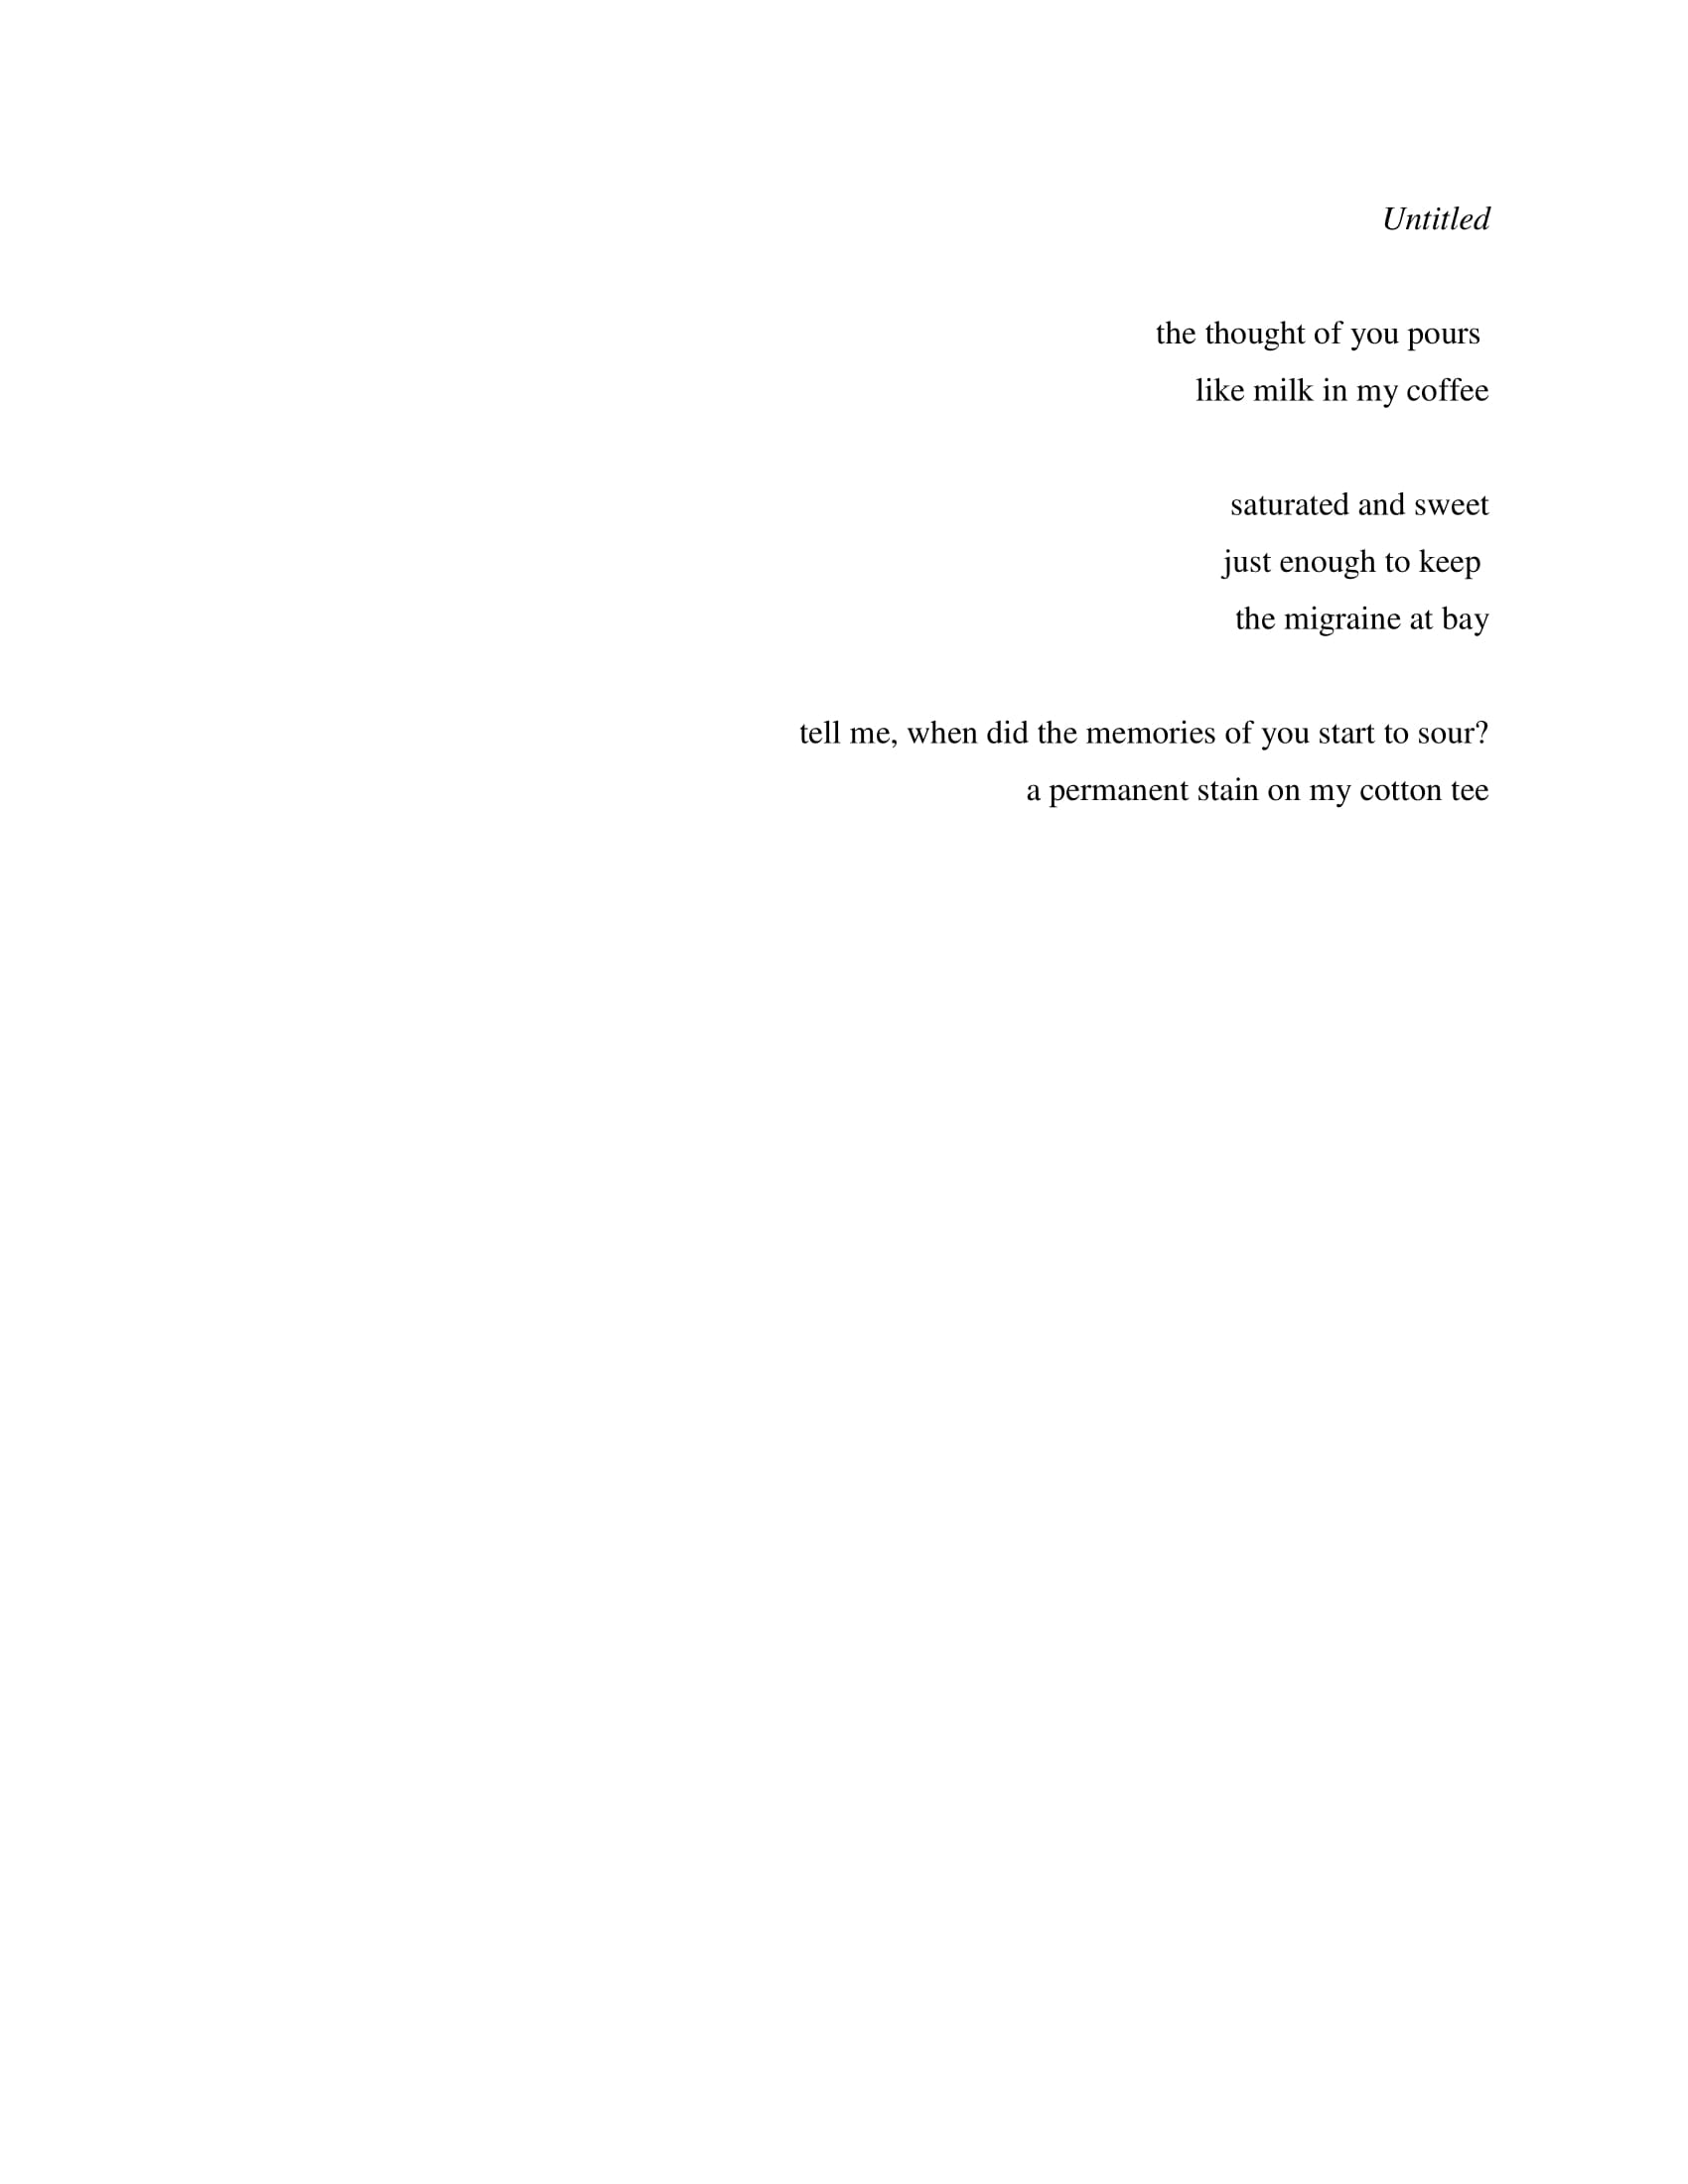 Untitled
the thought of you pours
like milk in my coffee
saturated and sweet
just enough to keep
the migraine at bay
tell me, when did the memories of you start to sour?
a permanent stain on my cotton tee